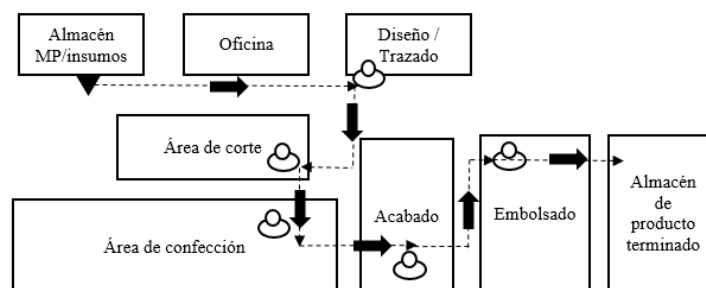 Almacén
MP/insumos
Oficina
Diseño /
Trazado
Área de corte
Área de confección
Acabado
Embolsado
Almacén
de
producto
terminado